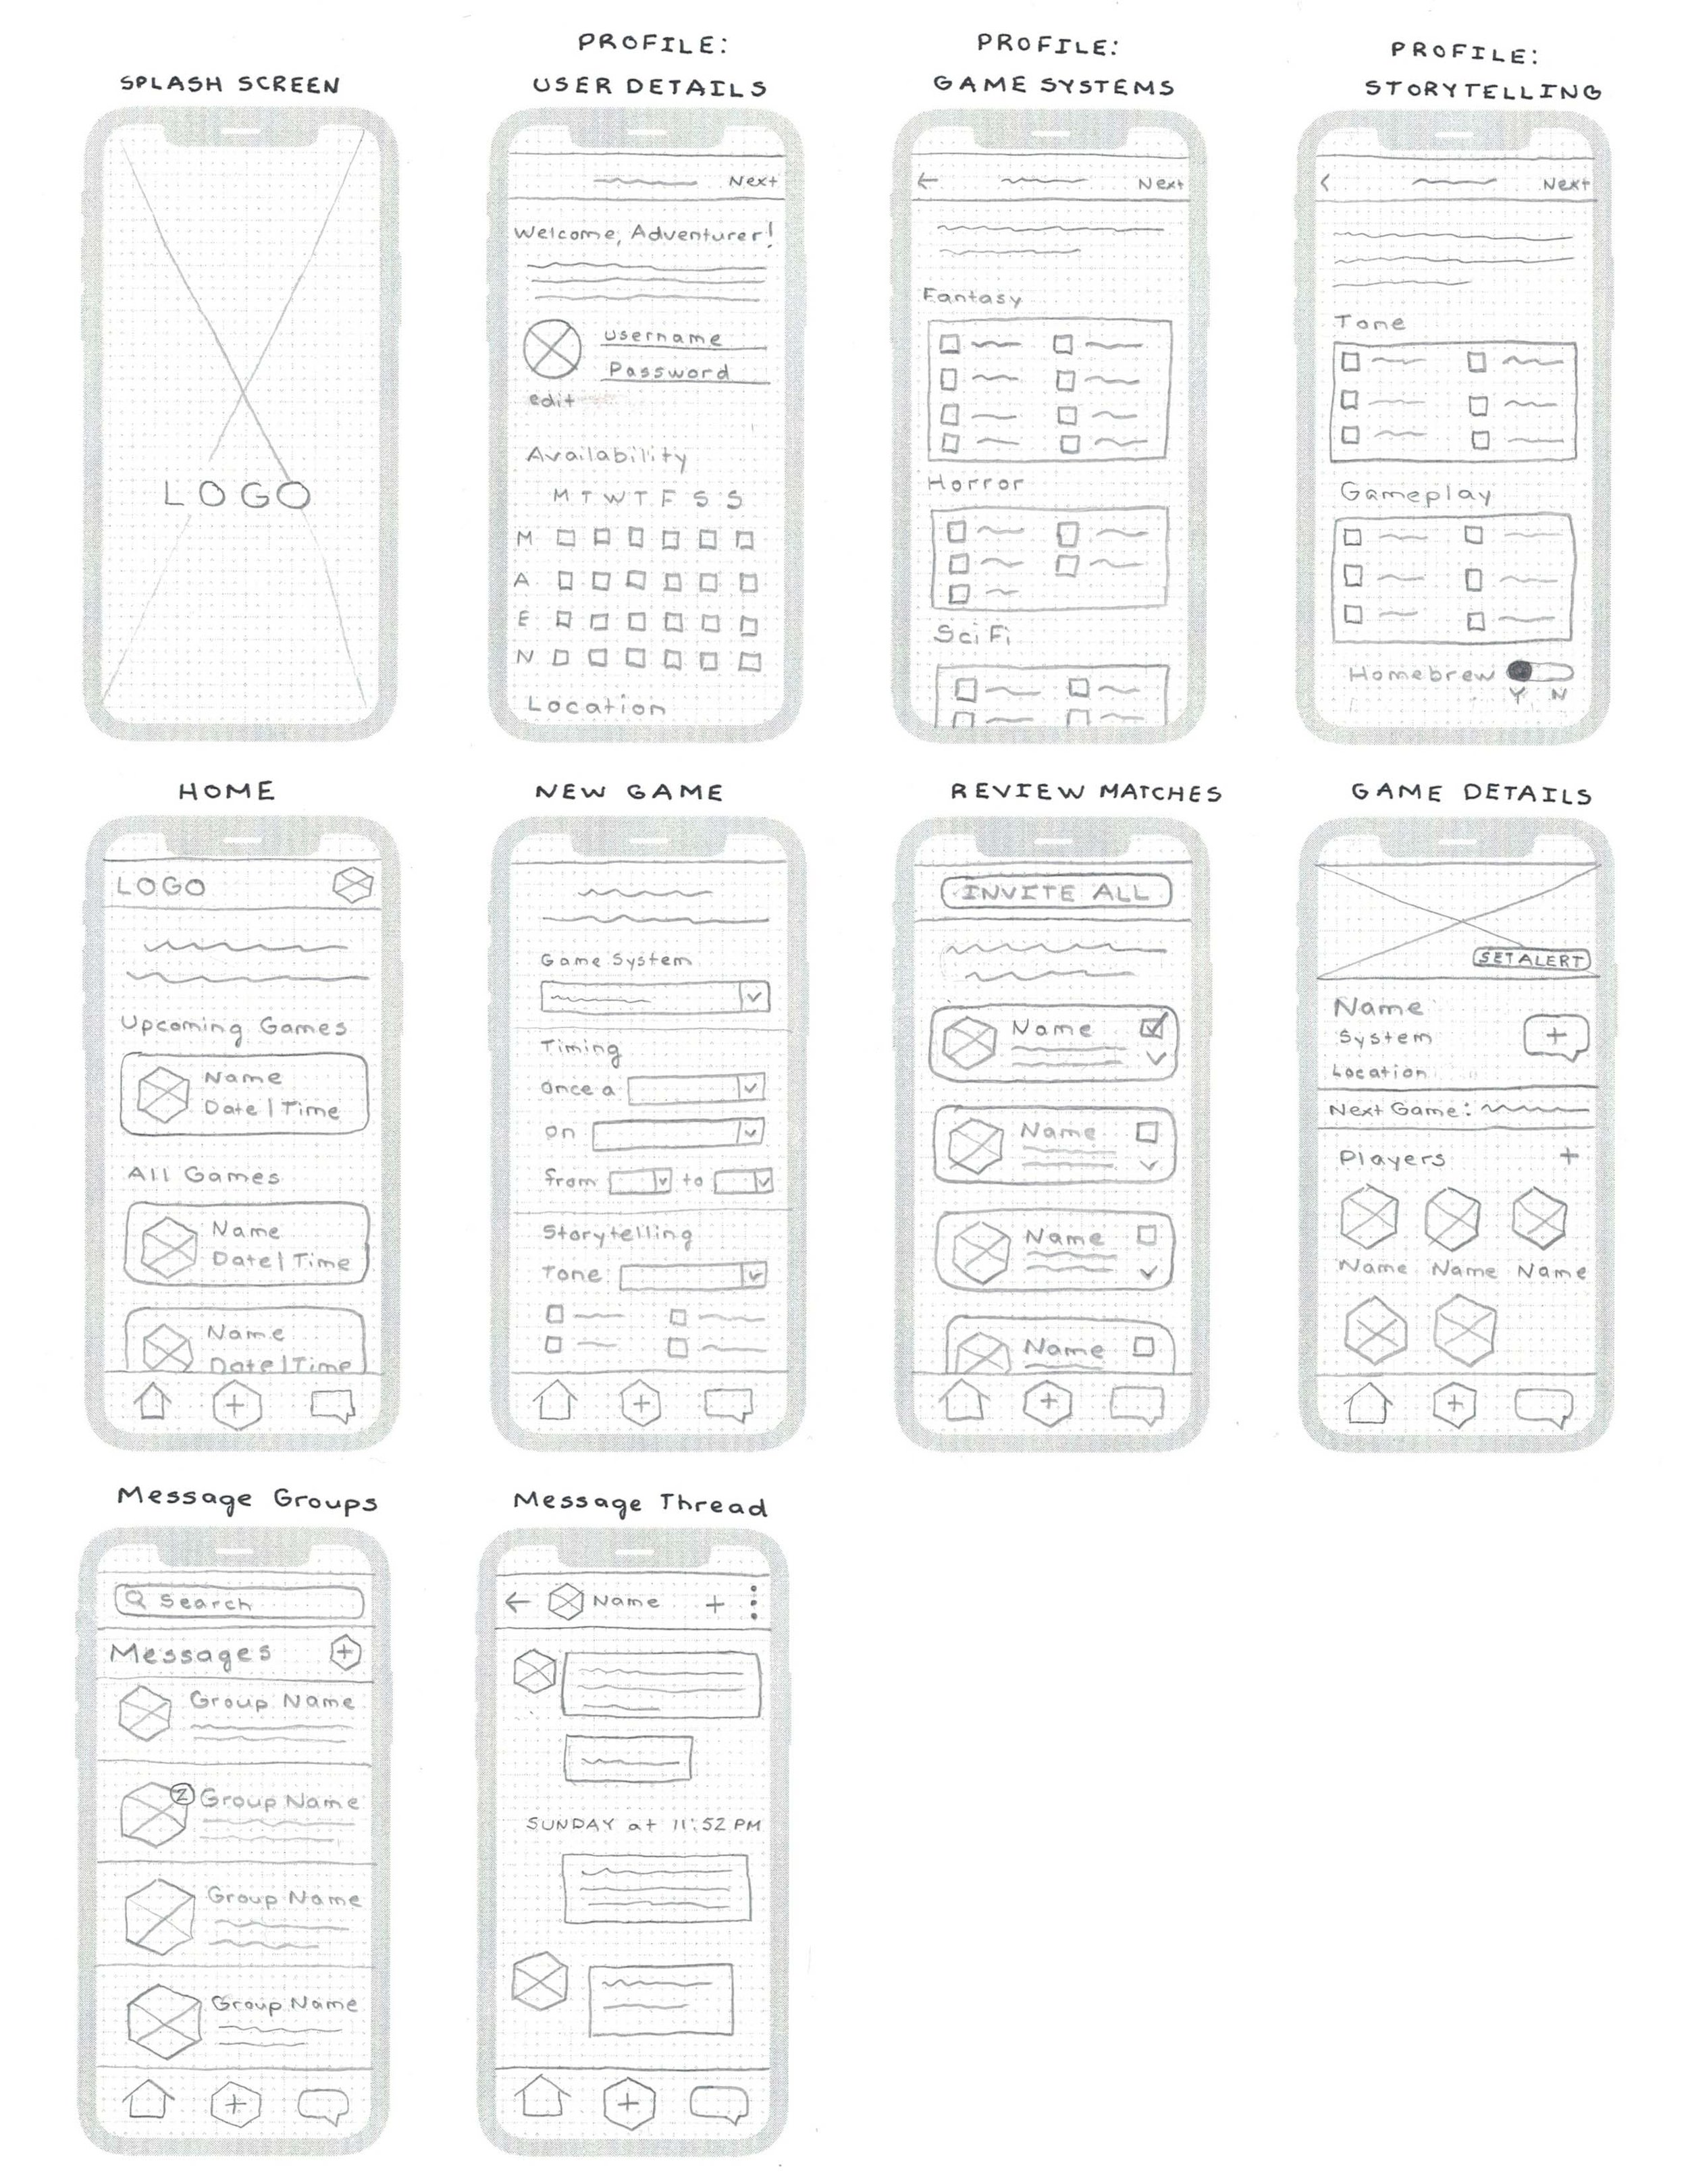 SPLASH SCREEN
LOGO
PROFILE:
USER DETAILS
Next
Welcome, Adventurer!
username
Password
edit
Availability
M T W T F S S
M
A
E
N
Location
PROFILE:
GAME SYSTEMS
Next
Fantasy
Horror
SciFi
PROFILE:
STORYTELLING
Next
Tone
Gameplay
Homebrew
Y N
HOME
LOGO
Upcoming Games
Name
Date | Time
All Games
Name
Date | Time
Name
Date | Time
NEW GAME
Game System
Timing
once a
on
from to
Storytelling
Tone
REVIEW MATCHES
INVITE ALL
Name
Name
Name
Name
GAME DETAILS
SET ALERT
Name
System
Location
Next Game:
Players +
Name Name Name
Message Groups
Search
Messages
Group Name
2
Group Name
Group Name
Group Name
Message Thread
Name +
SUNDAY at 11:52 PM